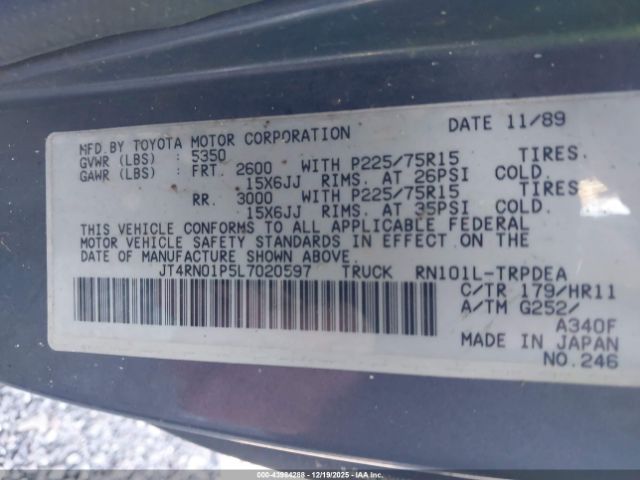 MFD.BY TOYOTA MOTOR CORPORATION DATE 11/89
GVWR (LBS) : 5350
GAWR (LBS) : FRT. 2600 WITH P225/75R15 TIRES.
15X6JJ RIMS. AT 26PSI COLD.
RR. 3000 WITH P225/75R15 TIRES.
15X6JJ RIMS. AT 35PSI COLD.
THIS VEHICLE CONFORMS TO ALL APPLICABLE FEDERAL
MOTOR VEHICLE SAFETY STANDARDS IN EFFECT ON THE
DATE OF MANUFACTURE SHOWN ABOVE.
JT4RN01P5L7020597 TRUCK RN101L-TRPDEA
C/TR 179/HR11
A/TM G252/
A340F
MADE IN JAPAN
NO.246
000-43984288 - 12/19/2025 - IAAI.COM